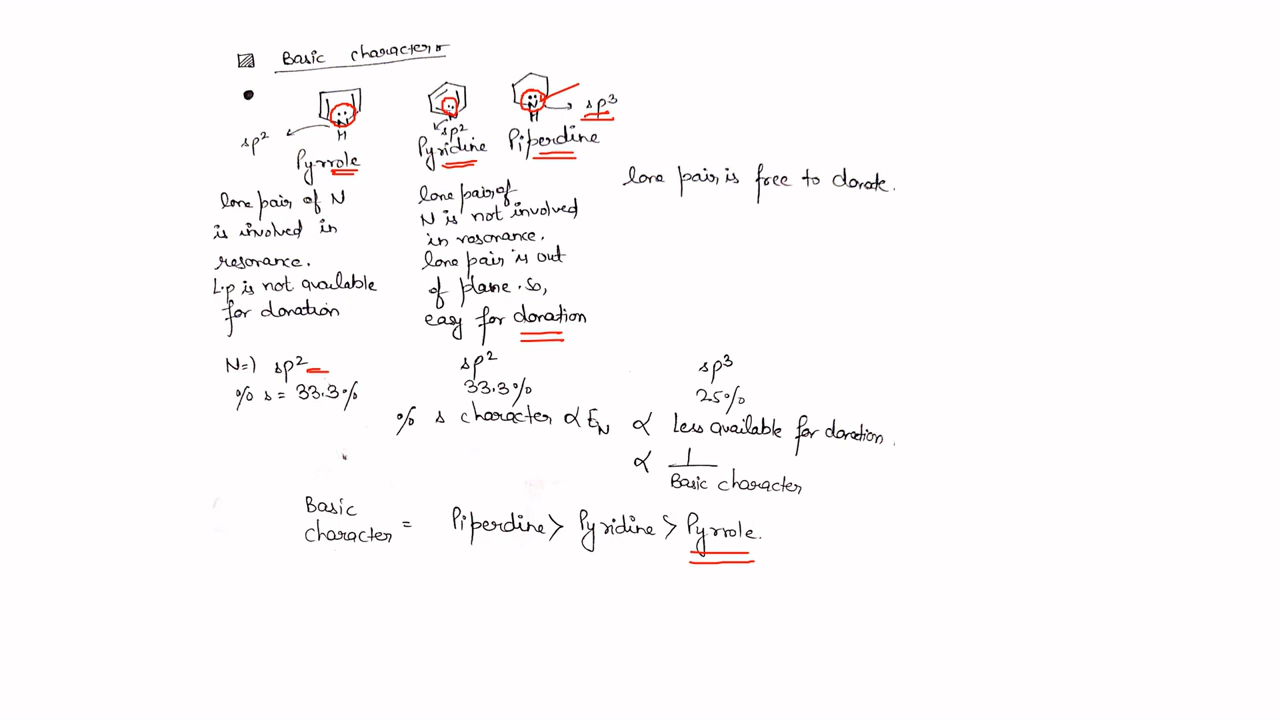 Basic character
N
H
N
N
H
sp²
sp²
sp³
Pyrrole
Pyridine
Piperdine
lone pair of N
is involved in
resonance.
L.p is not available
for donation
lone pair of
N is not involved
in resonance.
lone pair is out
of plane. So,
easy for donation
lone pair is free to donate.
N=) sp²
sp²
sp³
% s = 33.3%
33.3%
25%
% s character ∝ EN ∝ Less available for donation.
∝ 1/Basic character
Basic
character = Piperdine > Pyridine > Pyrrole.